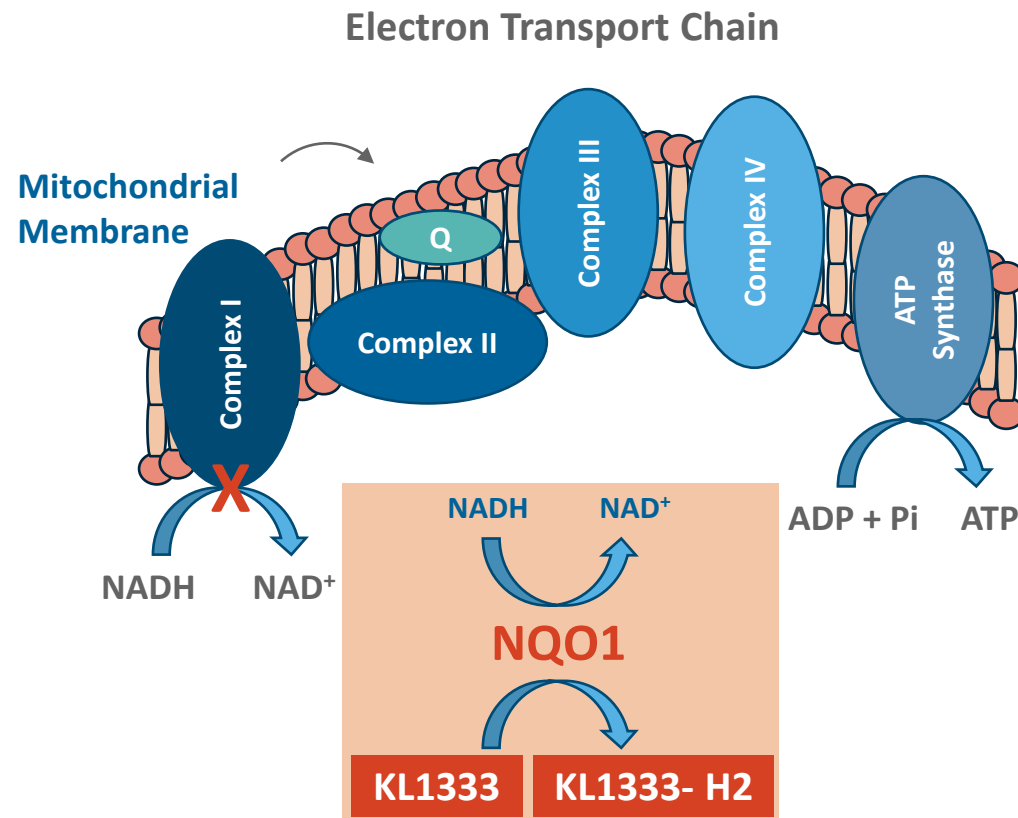 Electron Transport Chain
Mitochondrial
Membrane
Complex I
Q
Complex II
Complex III
Complex IV
ATP
Synthase
X
NADH
NAD⁺
NADH
NAD⁺
NQO1
KL1333
KL1333- H2
ADP + Pi
ATP